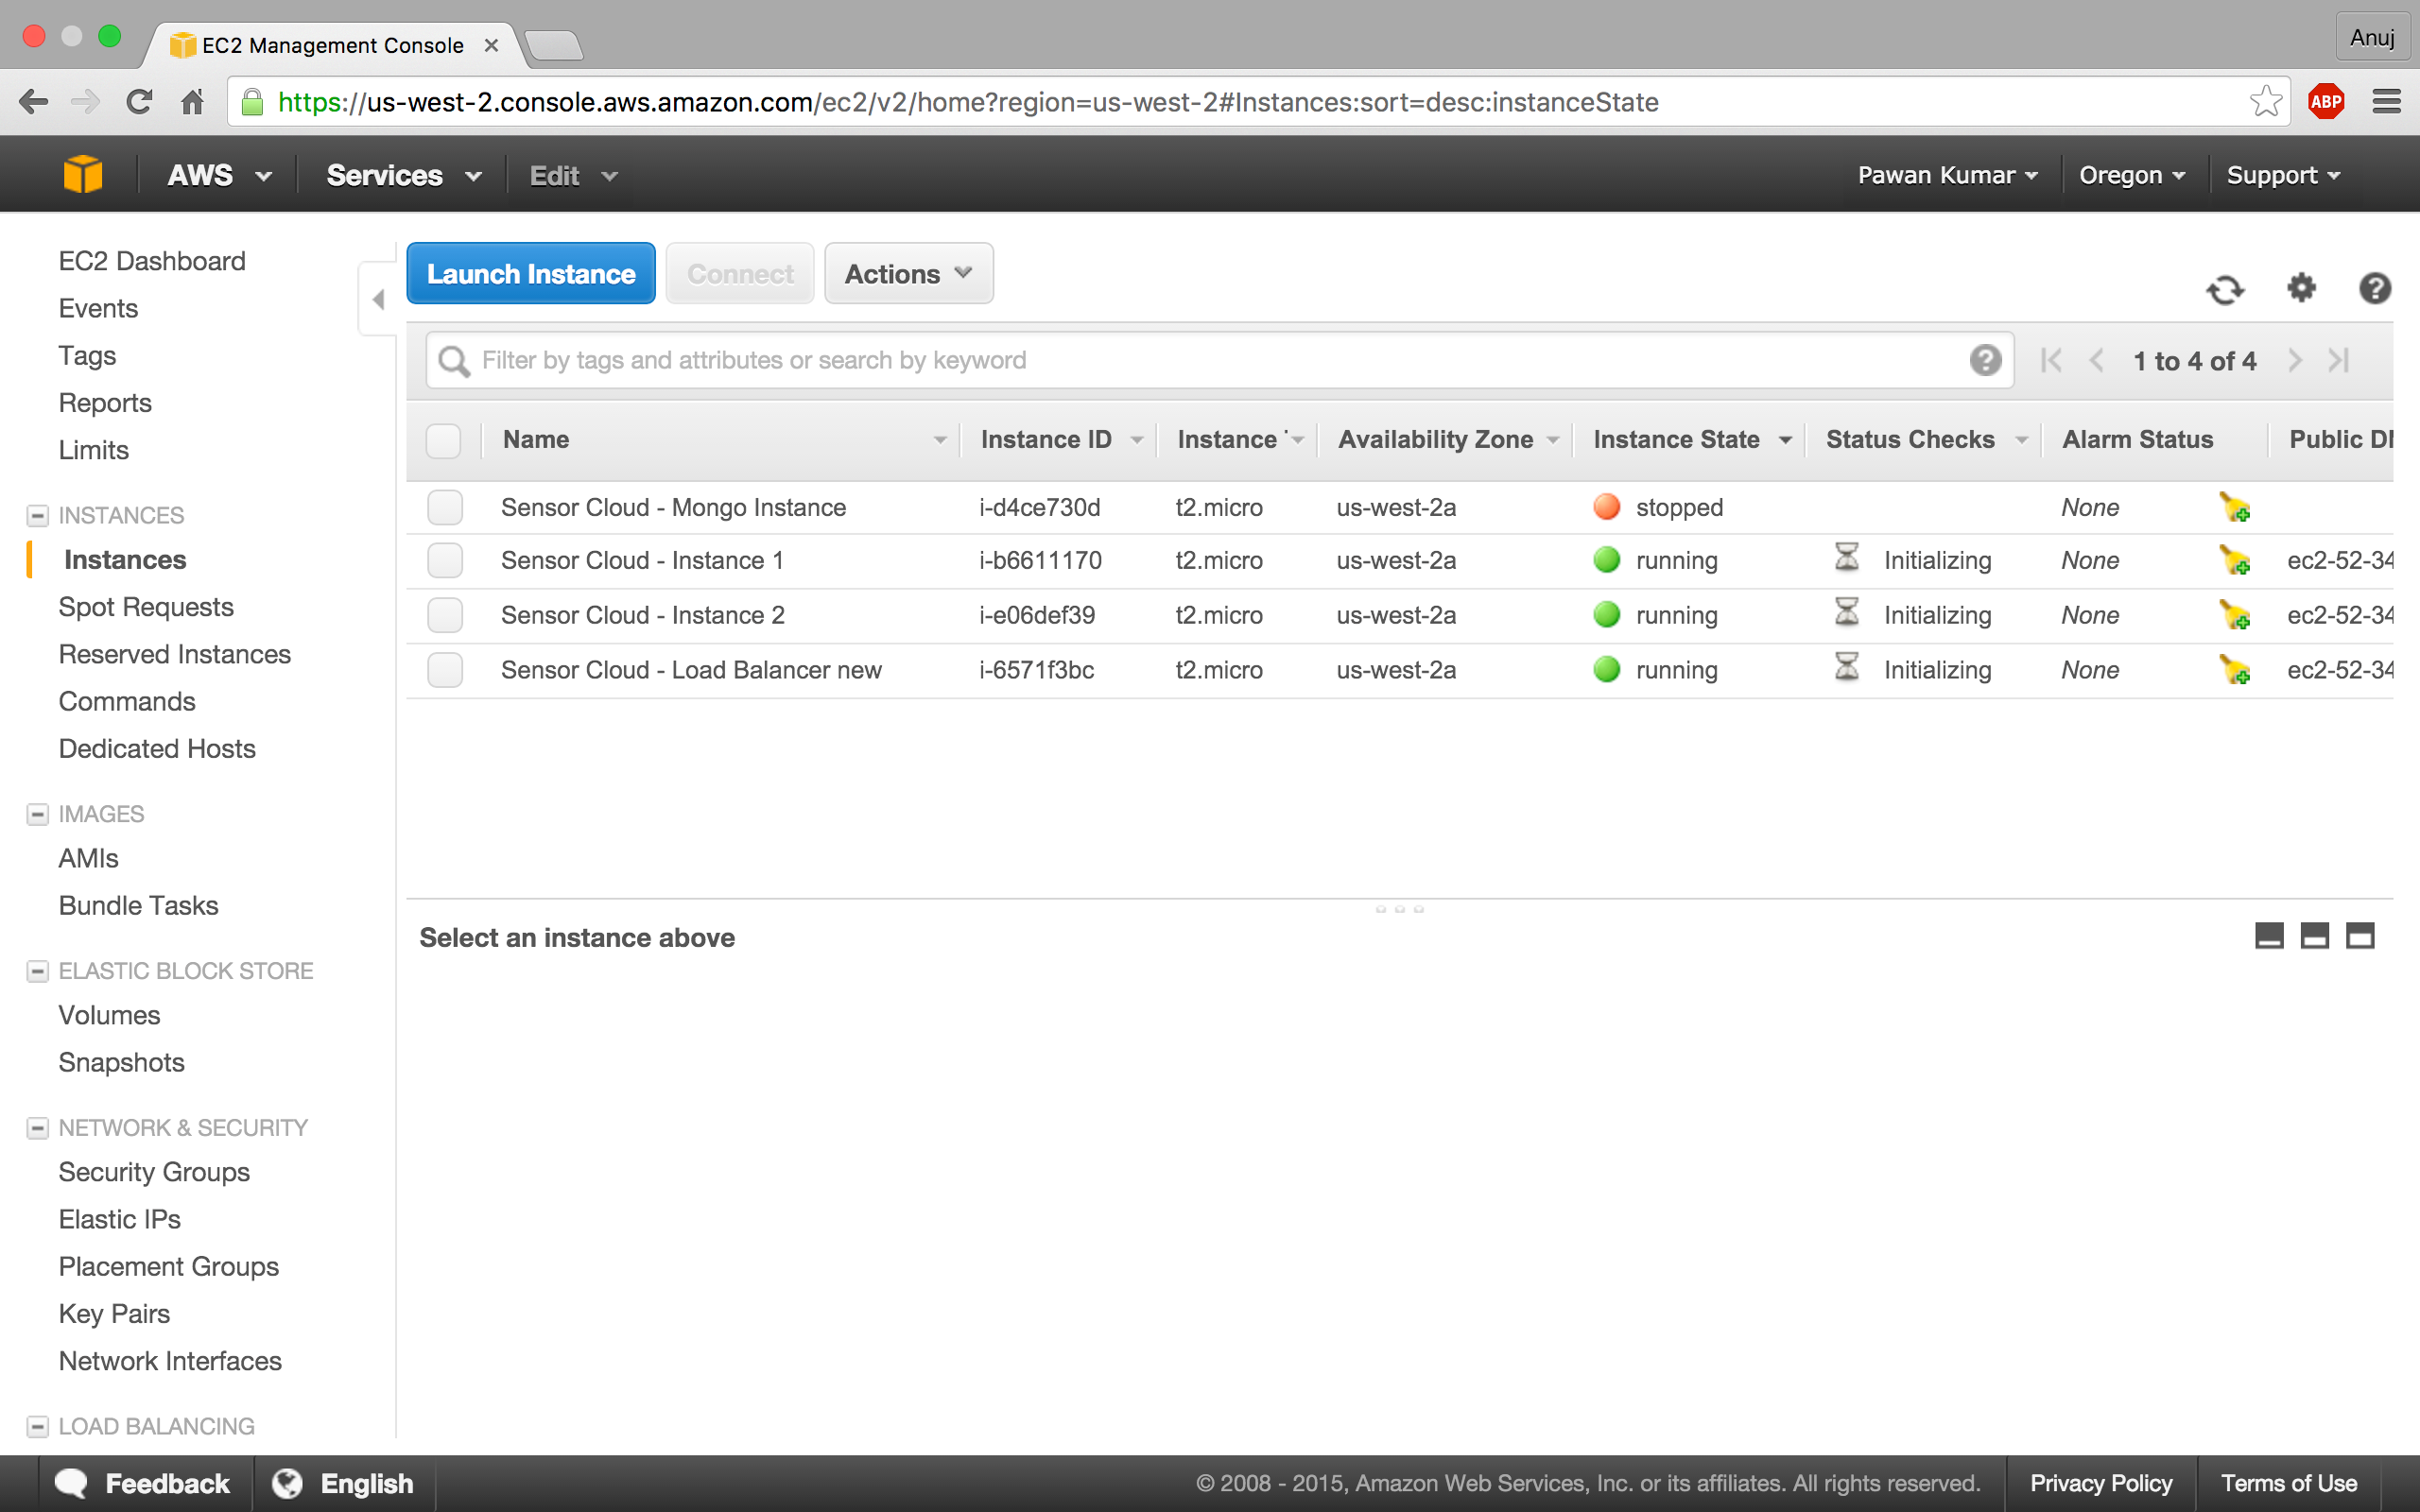 EC2 Management Console
Anuj
https://us-west-2.console.aws.amazon.com/ec2/v2/home?region=us-west-2#Instances:sort=desc:instanceState
ABP
AWS Services Edit Pawan Kumar Oregon Support
EC2 Dashboard
Events
Tags
Reports
Limits
INSTANCES
Instances
Spot Requests
Reserved Instances
Commands
Dedicated Hosts
IMAGES
AMIs
Bundle Tasks
ELASTIC BLOCK STORE
Volumes
Snapshots
NETWORK & SECURITY
Security Groups
Elastic IPs
Placement Groups
Key Pairs
Network Interfaces
LOAD BALANCING
Launch Instance Connect Actions
Filter by tags and attributes or search by keyword
1 to 4 of 4
Name Instance ID Instance Availability Zone Instance State Status Checks Alarm Status Public
Sensor Cloud - Mongo Instance i-d4ce730d t2.micro us-west-2a stopped None
Sensor Cloud - Instance 1 i-b6611170 t2.micro us-west-2a running Initializing None ec2-52-34
Sensor Cloud - Instance 2 i-e06def39 t2.micro us-west-2a running Initializing None ec2-52-34
Sensor Cloud - Load Balancer new i-6571f3bc t2.micro us-west-2a running Initializing None ec2-52-34
Select an instance above
Feedback English © 2008 - 2015, Amazon Web Services, Inc. or its affiliates. All rights reserved. Privacy Policy Terms of Use